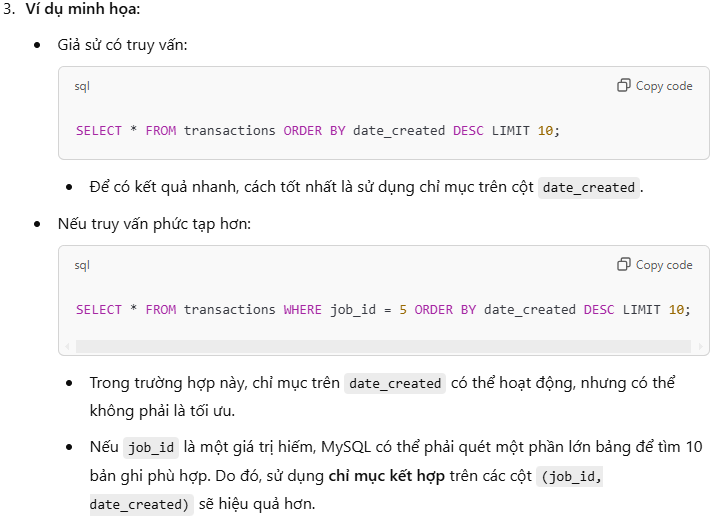 3. Ví dụ minh họa:
• Giả sử có truy vấn:
sql
Copy code
SELECT * FROM transactions ORDER BY date_created DESC LIMIT 10;
• Để có kết quả nhanh, cách tốt nhất là sử dụng chỉ mục trên cột date_created.
• Nếu truy vấn phức tạp hơn:
sql
Copy code
SELECT * FROM transactions WHERE job_id = 5 ORDER BY date_created DESC LIMIT 10;
• Trong trường hợp này, chỉ mục trên date_created có thể hoạt động, nhưng có thể
không phải là tối ưu.
• Nếu job_id là một giá trị hiếm, MySQL có thể phải quét một phần lớn bảng để tìm 10
bản ghi phù hợp. Do đó, sử dụng chỉ mục kết hợp trên các cột (job_id,
date_created) sẽ hiệu quả hơn.